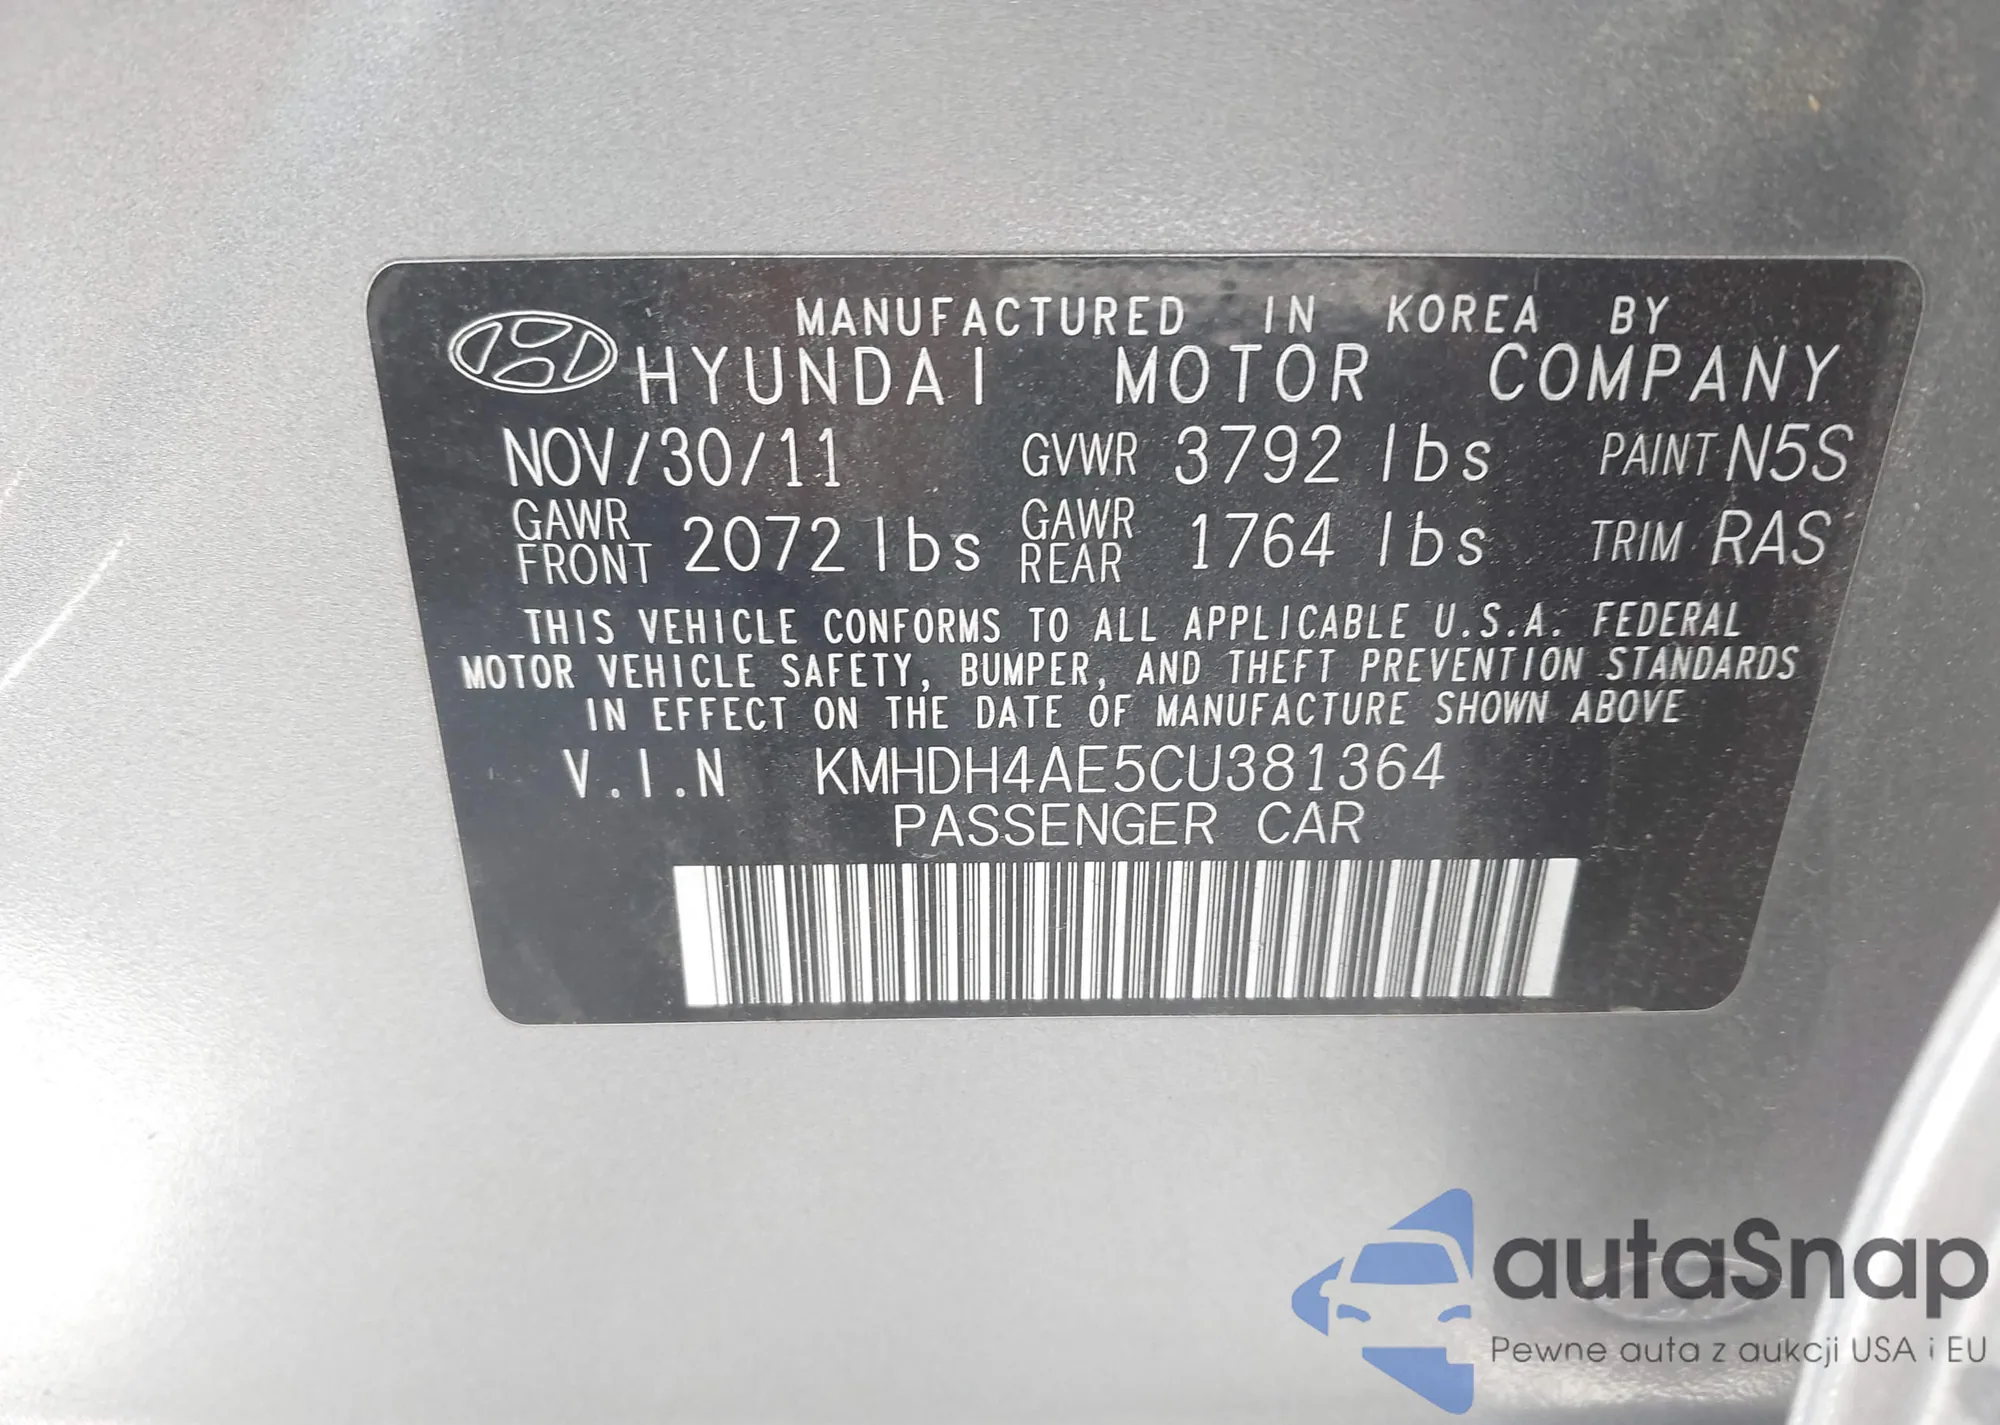 MANUFACTURED IN KOREA BY
HYUNDAI MOTOR COMPANY
NOV/30/11 GVWR 3792 lbs PAINT N5S
GAWR FRONT 2072 lbs GAWR REAR 1764 lbs TRIM RAS
THIS VEHICLE CONFORMS TO ALL APPLICABLE U.S.A. FEDERAL
MOTOR VEHICLE SAFETY, BUMPER, AND THEFT PREVENTION STANDARDS
IN EFFECT ON THE DATE OF MANUFACTURE SHOWN ABOVE
V.I.N KMHDH4AE5CU381364
PASSENGER CAR
autaSnap
Pewne auta z aukcji USA i EU